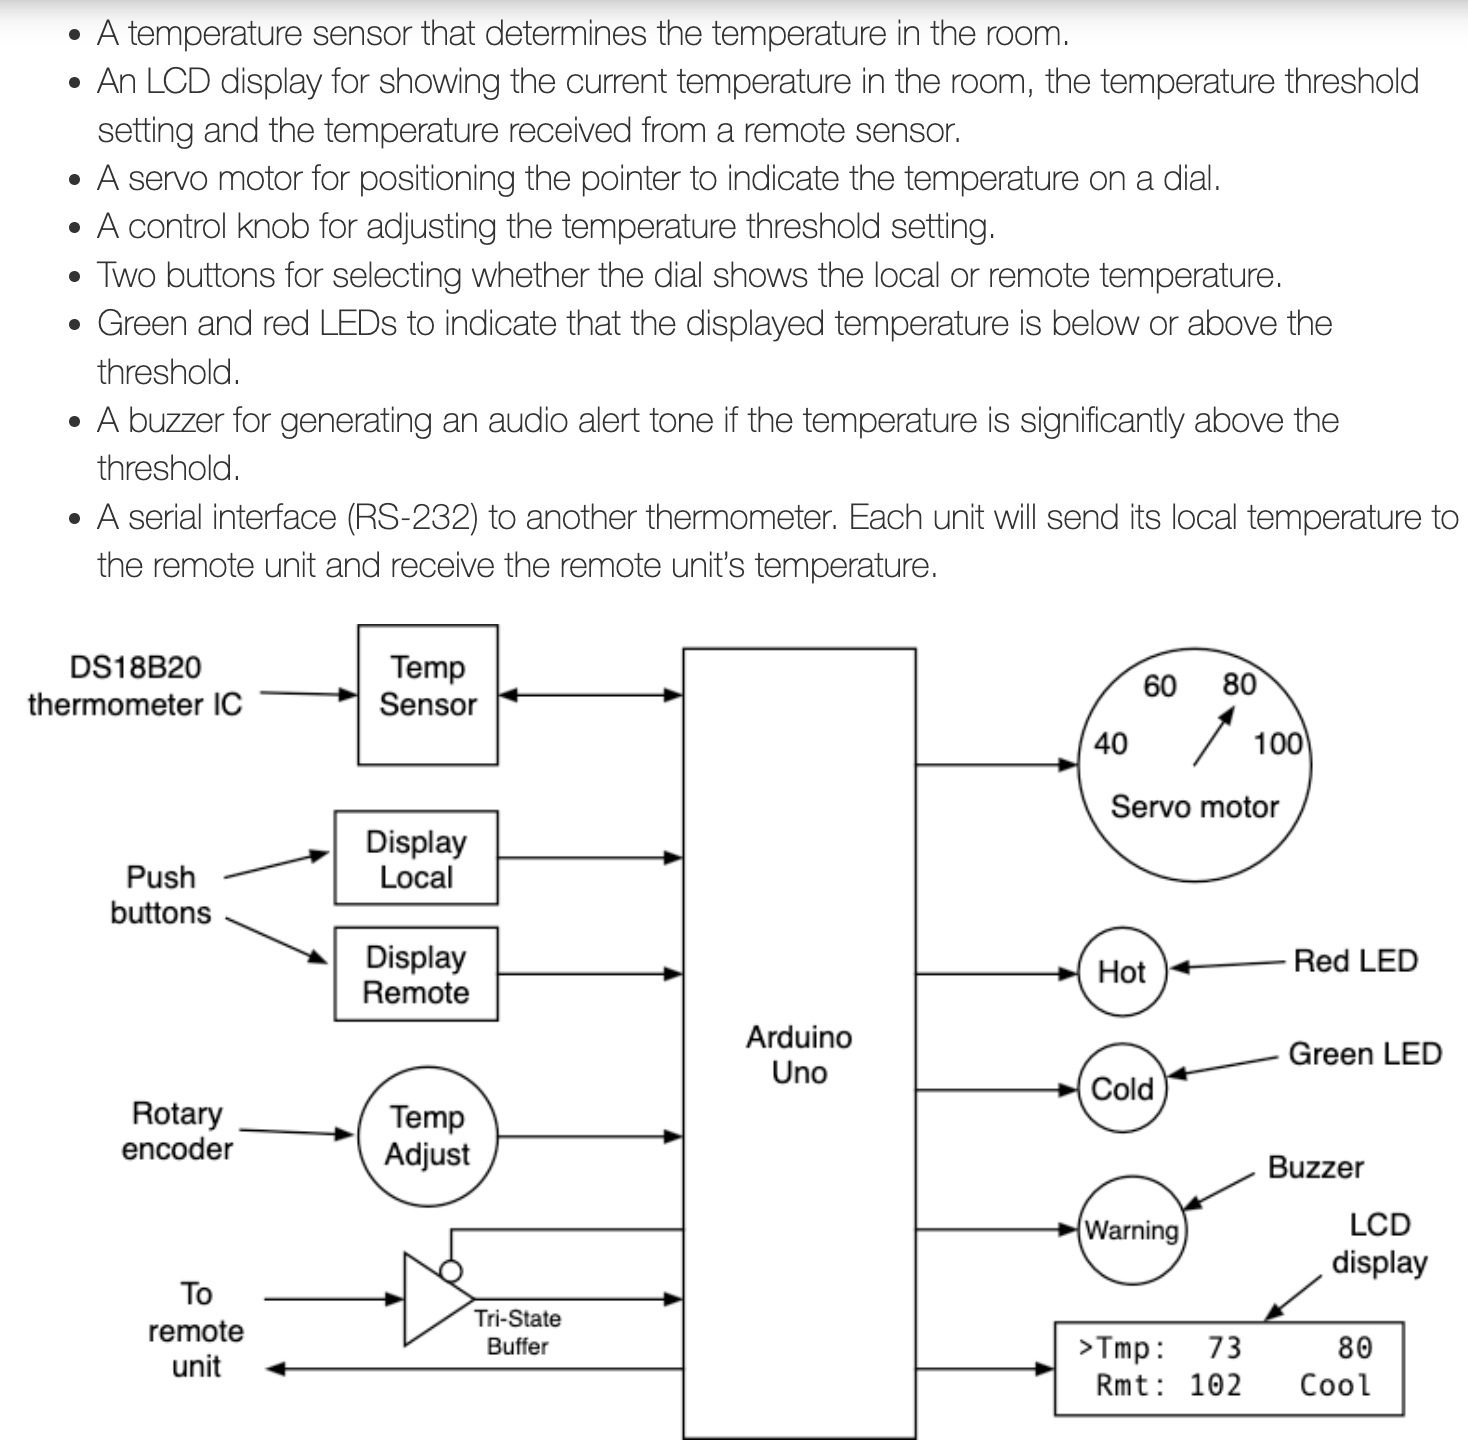 • A temperature sensor that determines the temperature in the room.
• An LCD display for showing the current temperature in the room, the temperature threshold
setting and the temperature received from a remote sensor.
• A servo motor for positioning the pointer to indicate the temperature on a dial.
• A control knob for adjusting the temperature threshold setting.
• Two buttons for selecting whether the dial shows the local or remote temperature.
• Green and red LEDs to indicate that the displayed temperature is below or above the
threshold.
• A buzzer for generating an audio alert tone if the temperature is significantly above the
threshold.
• A serial interface (RS-232) to another thermometer. Each unit will send its local temperature to
the remote unit and receive the remote unit's temperature.
DS18B20
thermometer IC
Temp
Sensor
Push
buttons
Display
Local
Display
Remote
Rotary
encoder
Temp
Adjust
To
remote
unit
Tri-State
Buffer
Arduino
Uno
60 80
40 100
Servo motor
Hot
Red LED
Cold
Green LED
Warning
Buzzer
LCD
display
>Tmp: 73 80
Rmt: 102 Cool